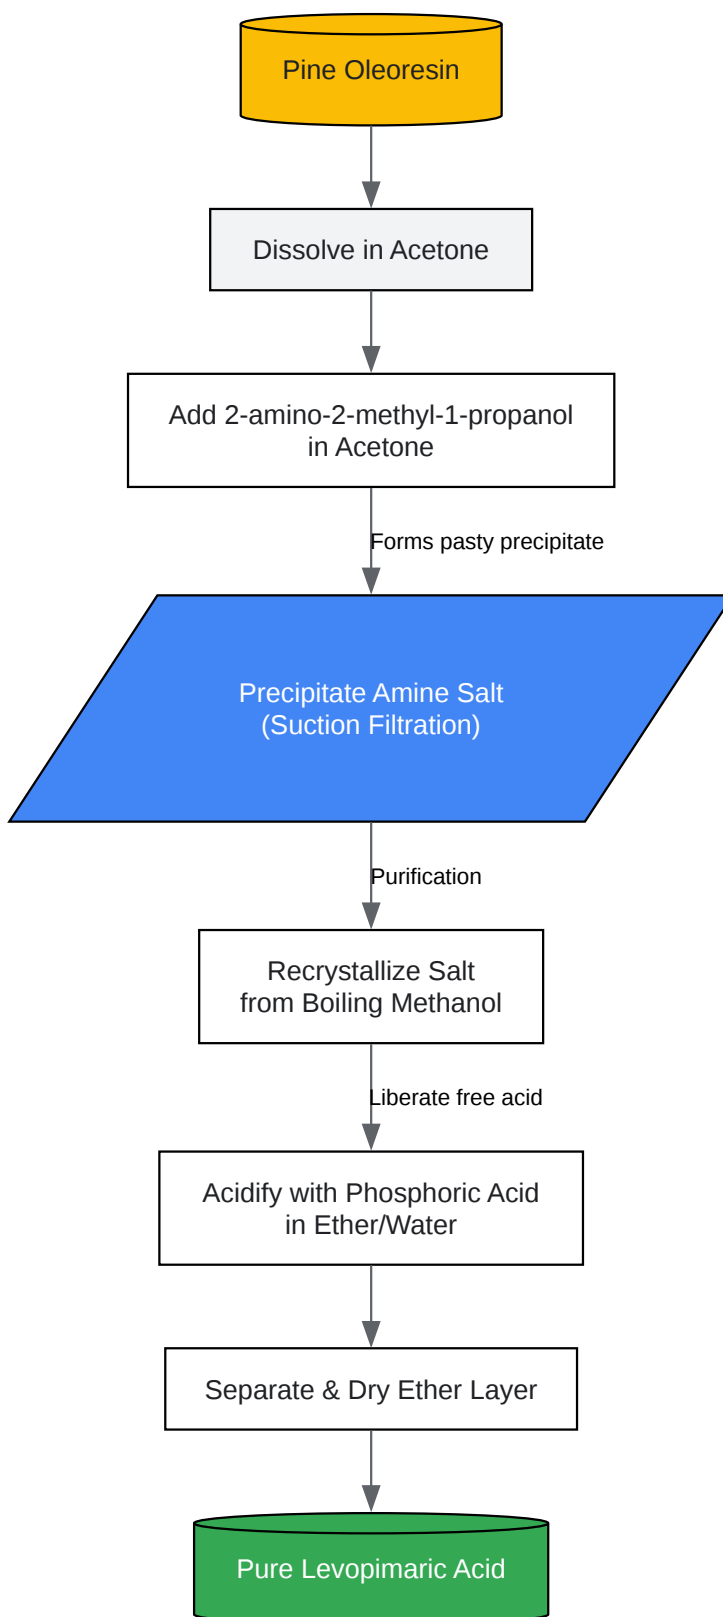 Pine Oleoresin
Dissolve in Acetone
Add 2-amino-2-methyl-1-propanol
in Acetone
Forms pasty precipitate
Precipitate Amine Salt
(Suction Filtration)
Purification
Recrystallize Salt
from Boiling Methanol
Liberate free acid
Acidify with Phosphoric Acid
in Ether/Water
Separate & Dry Ether Layer
Pure Levopimaric Acid